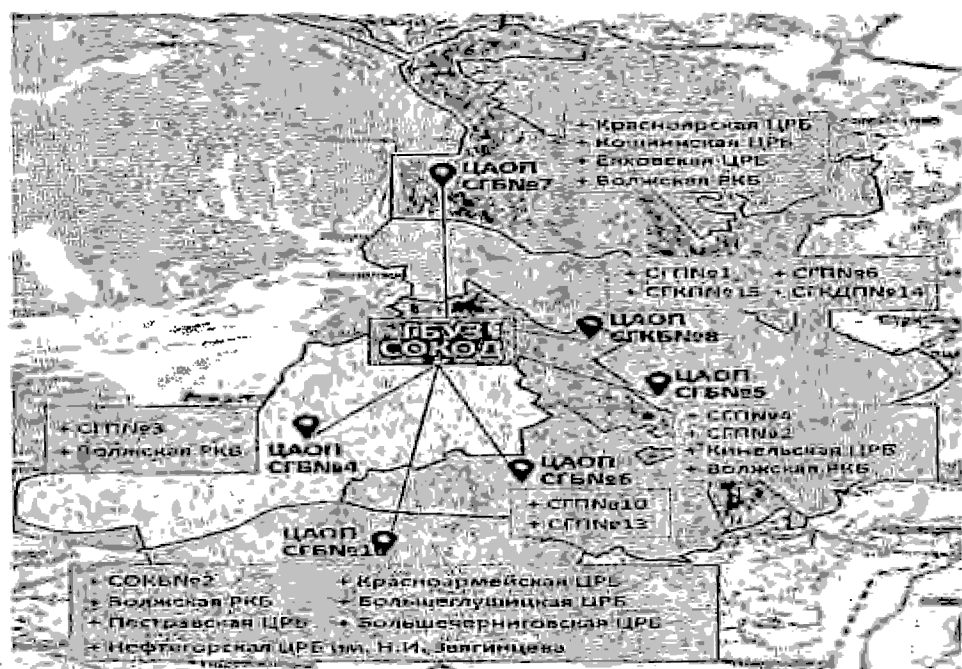 + Красноярская ЦРБ
+ Кошкинская ЦРБ
+ Елховская ЦРБ
+ Волжская РКБ
ЦАОП
СГБ№7
+ СГП№1 + СГП№6
+ СГКП№15 + СГКДП№14
ГБУЗ
СОКОД
ЦАОП
СГКБ№8
ЦАОП
СГБ№5
+ СГП№3
+ Волжская РКБ
+ СГП№4
+ СГП№2
+ Кинельская ЦРБ
+ Волжская РКБ
ЦАОП
СГБ№4
ЦАОП
СГБ№6
+ СГП№10
+ СГП№13
ЦАОП
СГБ№10
+ СОКБ№2 + Красноармейская ЦРБ
+ Волжская РКБ + Большеглушицкая ЦРБ
+ Пестравская ЦРБ + Большечерниговская ЦРБ
+ Нефтегорская ЦРБ им. Н.И. Звягинцева